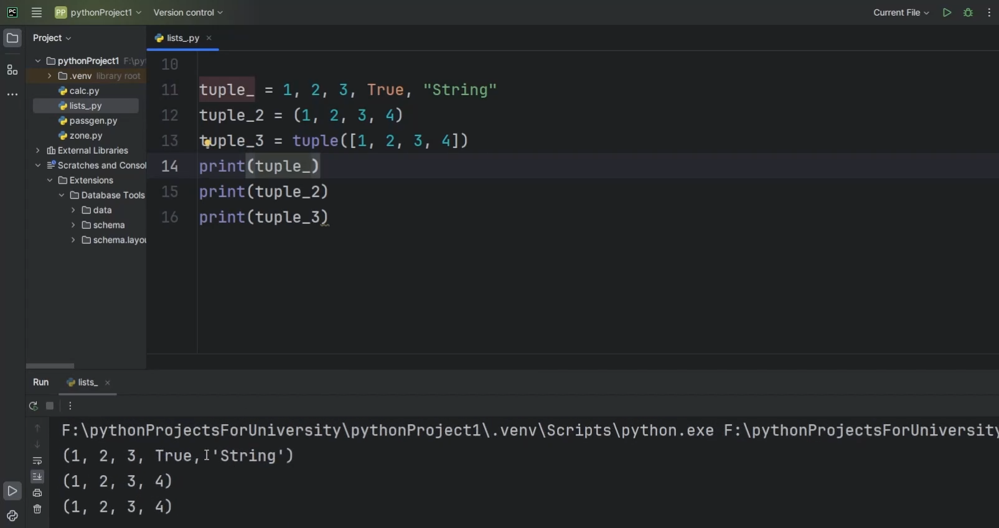 PC
PP pythonProject1
Version control
Current File
Project
lists_.py
pythonProject1 F:\py
.venv library root
calc.py
lists_.py
passgen.py
zone.py
External Libraries
Scratches and Consol
Extensions
Database Tools
data
schema
schema.layou
10
11 tuple_ = 1, 2, 3, True, "String"
12 tuple_2 = (1, 2, 3, 4)
13 tuple_3 = tuple([1, 2, 3, 4])
14 print(tuple_)
15 print(tuple_2)
16 print(tuple_3)
Run
lists_
F:\pythonProjectsForUniversity\pythonProject1\.venv\Scripts\python.exe F:\pythonProjectsForUniversity
(1, 2, 3, True, 'String')
(1, 2, 3, 4)
(1, 2, 3, 4)